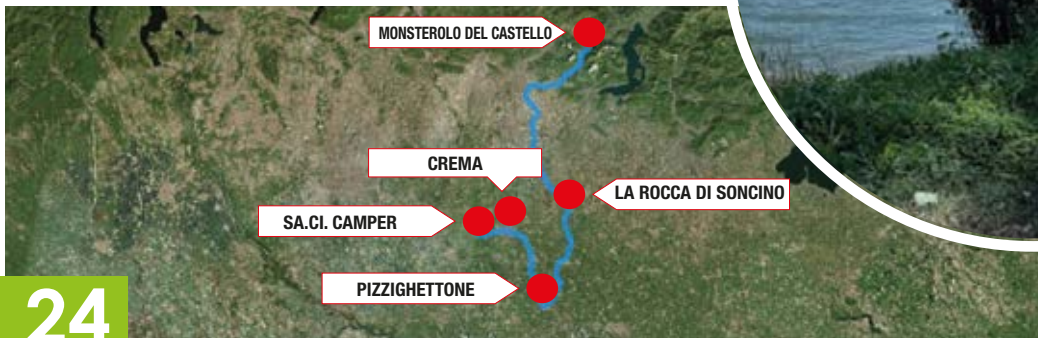 MONSTEROLO DEL CASTELLO
CREMA
LA ROCCA DI SONCINO
SA.CI. CAMPER
PIZZIGHETTONE
24